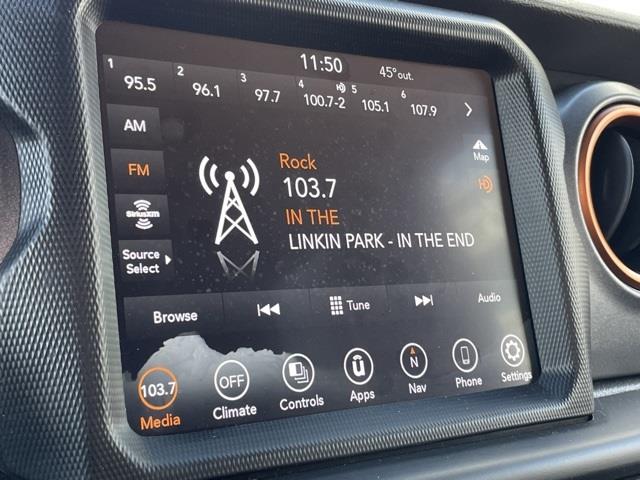 11:50 45° out.
1 95.5 2 96.1 3 97.7 4 100.7-2 HD 5 105.1 6 107.9
AM
FM
SiriusXM
Source Select
Rock
103.7
IN THE
LINKIN PARK - IN THE END
Map
HD
Browse Tune Audio
103.7 OFF N
Media Climate Controls Apps Nav Phone Settings